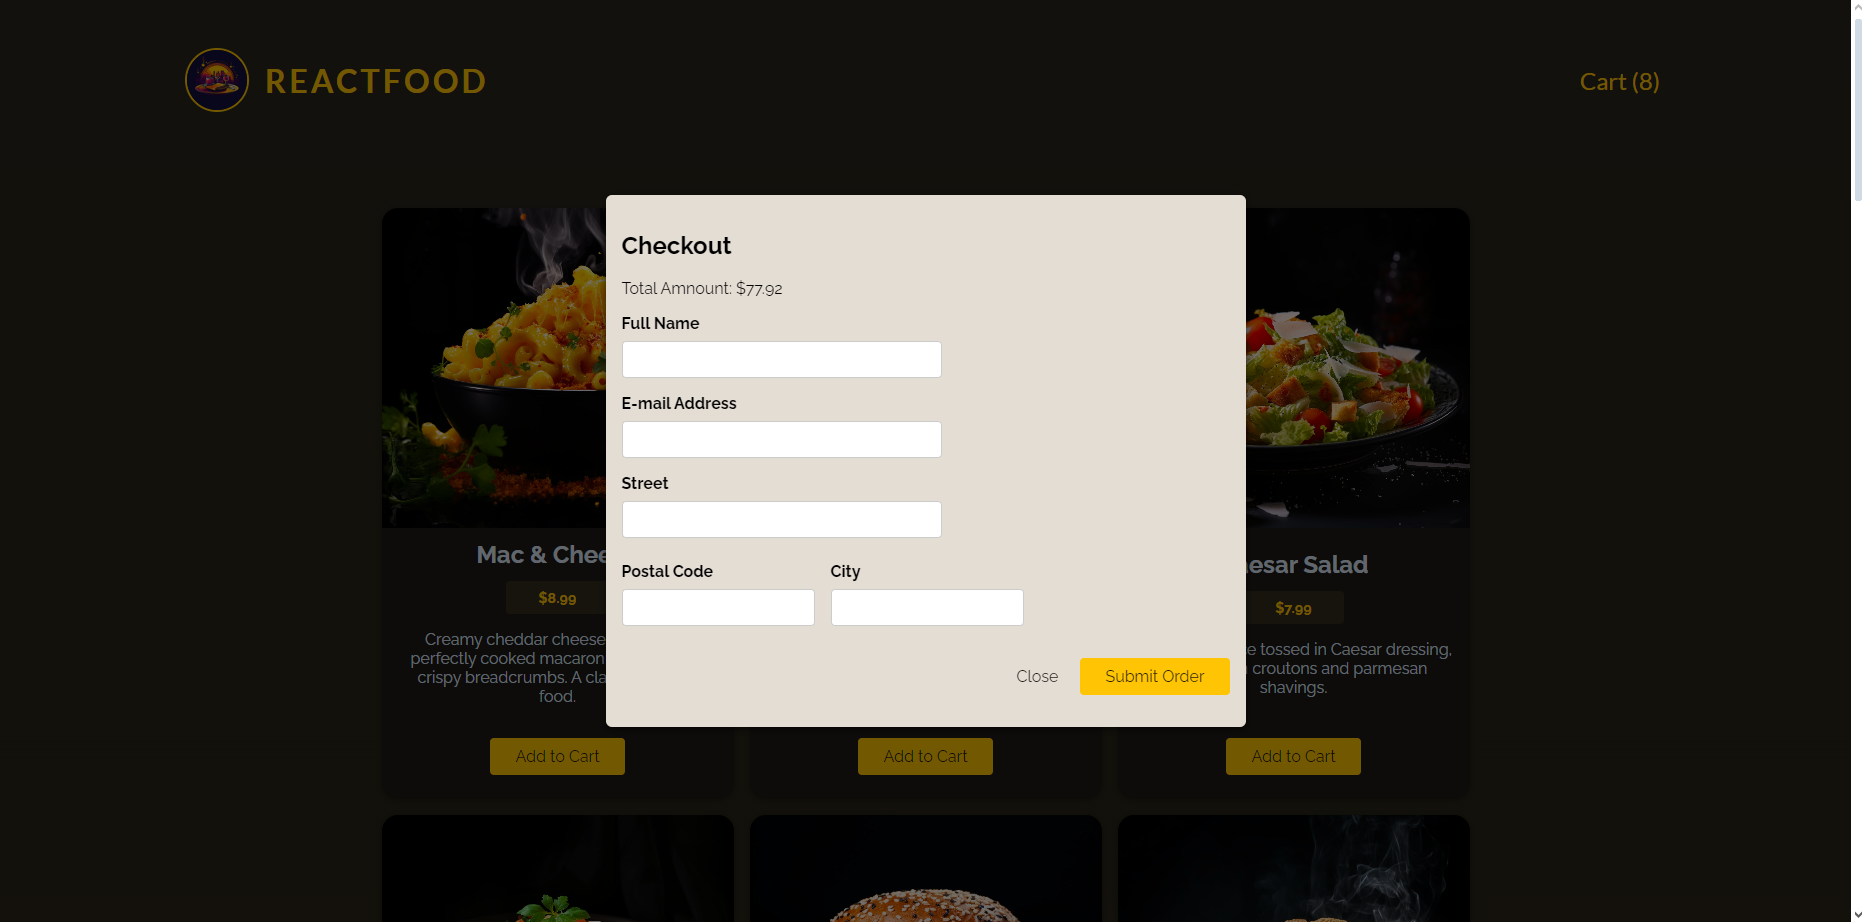 REACTFOOD
Cart (8)
Checkout
Total Amnount: $77.92
Full Name
E-mail Address
Street
Postal Code City
Close Submit Order
Mac & Chee
$8.99
Creamy cheddar cheese
perfectly cooked macaron
crispy breadcrumbs. A cla
food.
Add to Cart
Add to Cart
esar Salad
$7.99
e tossed in Caesar dressing,
croutons and parmesan
shavings.
Add to Cart